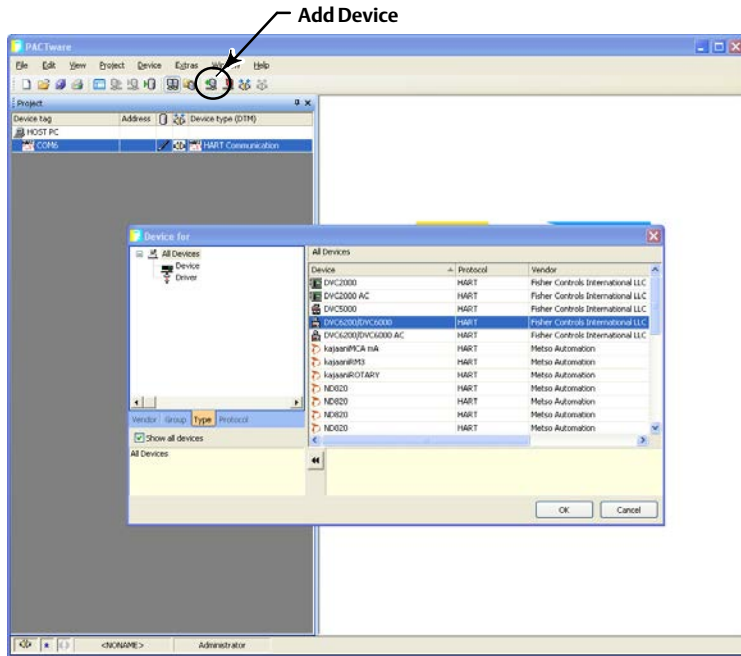 Add Device
PACTware
File Edit View Project Device Extras Window Help
Project
Device tag Address Device type (DTM)
HOST PC
COM6 HART Communication
Device for
All Devices
Device
Driver
Vendor Group Type Protocol
Show all devices
All Devices
All Devices
Device Protocol Vendor
DVC2000 HART Fisher Controls International LLC
DVC2000 AC HART Fisher Controls International LLC
DVC5000 HART Fisher Controls International LLC
DVC6200/DVC6000 HART Fisher Controls International LLC
DVC6200/DVC6000 AC HART Fisher Controls International LLC
kajaaniMCA mA HART Metso Automation
kajaaniRM3 HART Metso Automation
kajaaniROTARY HART Metso Automation
ND820 HART Metso Automation
ND820 HART Metso Automation
ND820 HART Metso Automation
ND820 HART Metso Automation
OK Cancel
<NONAME> Administrator